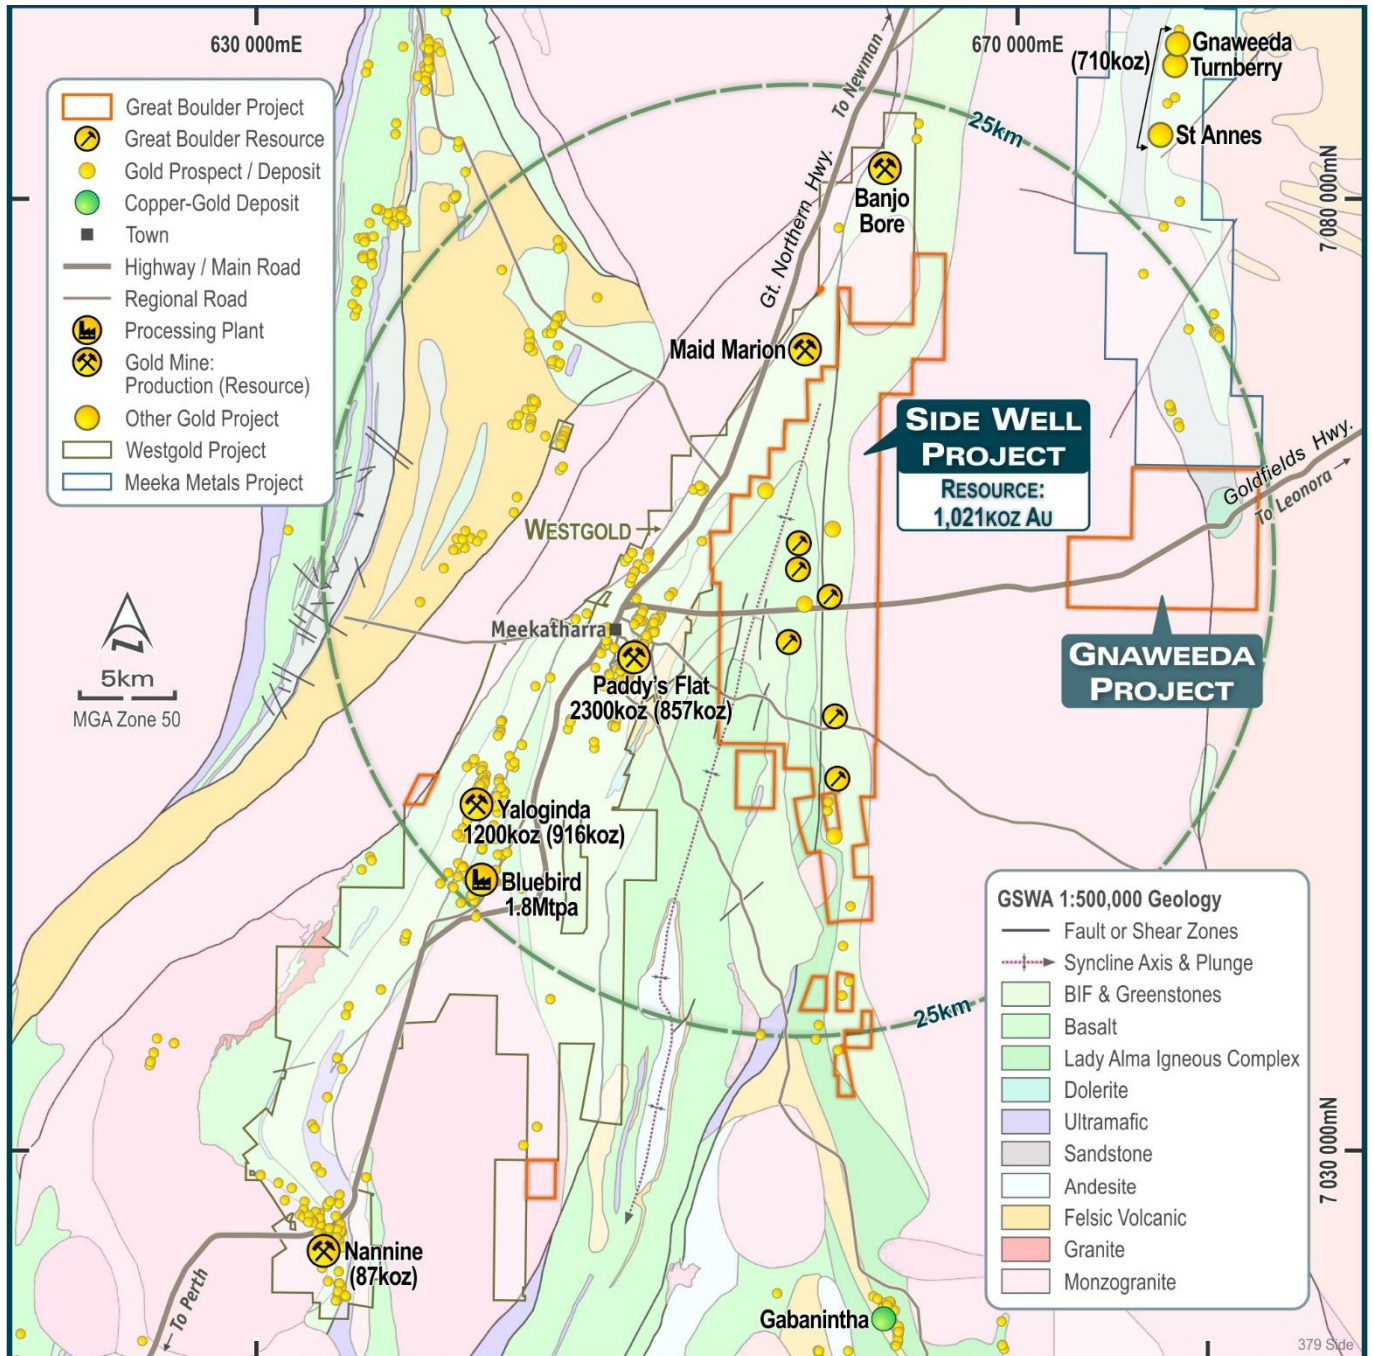 630 000mE
670 000mE
To Newman
Gnaweeda
(710koz)
Turnberry
St Annes
25km
7 080 000mN
Great Boulder Project
Great Boulder Resource
Gold Prospect / Deposit
Copper-Gold Deposit
Town
Highway / Main Road
Regional Road
Processing Plant
Gold Mine:
Production (Resource)
Other Gold Project
Westgold Project
Meeka Metals Project
Banjo
Bore
Gt. Northern Hwy.
Maid Marion
SIDE WELL
PROJECT
RESOURCE:
1,021KOZ AU
Goldfields Hwy.
To Leonora
WESTGOLD
N
5km
MGA Zone 50
Meekatharra
Paddy's Flat
2300koz (857koz)
GNAWEEDA
PROJECT
Yaloginda
1200koz (916koz)
Bluebird
1.8Mtpa
25km
GSWA 1:500,000 Geology
Fault or Shear Zones
Syncline Axis & Plunge
BIF & Greenstones
Basalt
Lady Alma Igneous Complex
Dolerite
Ultramafic
Sandstone
Andesite
Felsic Volcanic
Granite
Monzogranite
7 030 000mN
Nannine
(87koz)
To Perth
Gabanintha
379 Side